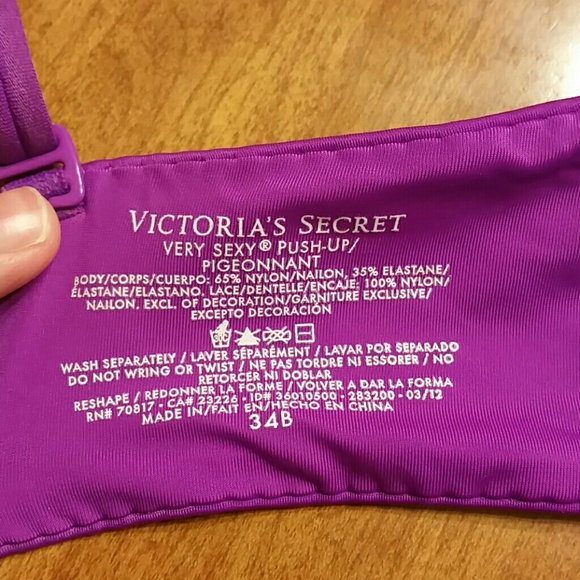 VICTORIA'S SECRET
VERY SEXY® PUSH-UP/
PIGEONNANT
BODY/CORPS/CUERPO: 65% NYLON/NAILON, 35% ELASTANE/
ÉLASTANE/ELASTANO. LACE/DENTELLE/ENCAJE: 100% NYLON/
NAILON. EXCL. OF DECORATION/GARNITURE EXCLUSIVE/
EXCEPTO DECORACIÓN
WASH SEPARATELY / LAVER SÉPARÉMENT / LAVAR POR SEPARADO
DO NOT WRING OR TWIST / NE PAS TORDRE NI ESSORER / NO
RETORCER NI DOBLAR
RESHAPE / REDONNER LA FORME / VOLVER A DAR LA FORMA
RN# 70817 - CA# 23226 - ID# 36010500 - 283200 - 03/12
MADE IN/FAIT EN/HECHO EN CHINA
34B